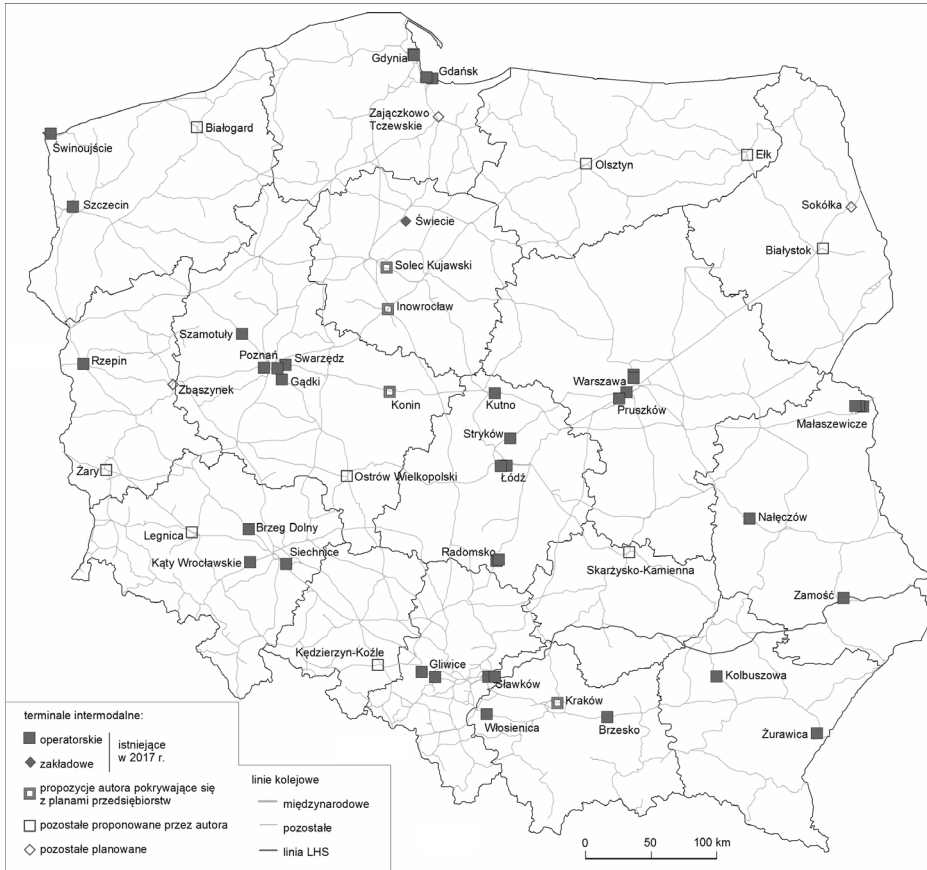 Gdynia
Gdańsk
Zajączkowo
Tczewskie
Białogard
Świnoujście
Olsztyn
Ełk
Szczecin
Świecie
Sokółka
Białystok
Solec Kujawski
Inowrocław
Szamotuły
Rzepin
Poznań
Swarzędz
Gądki
Zbąszynek
Konin
Kutno
Warszawa
Pruszków
Małaszewicze
Stryków
Łódź
Żary
Ostrów Wielkopolski
Nałęczów
Legnica
Brzeg Dolny
Kąty Wrocławskie
Siechnice
Radomsko
Skarżysko-Kamienna
Zamość
Kędzierzyn-Koźle
Gliwice
Sławków
Kolbuszowa
Kraków
Włosienica
Brzesko
Żurawica
terminale intermodalne:
operatorskie
zakładowe
istniejące
w 2017 r.
propozycje autora pokrywające się
z planami przedsiębiorstw
pozostałe proponowane przez autora
pozostałe planowane
linie kolejowe
międzynarodowe
pozostałe
linia LHS
0 50 100 km